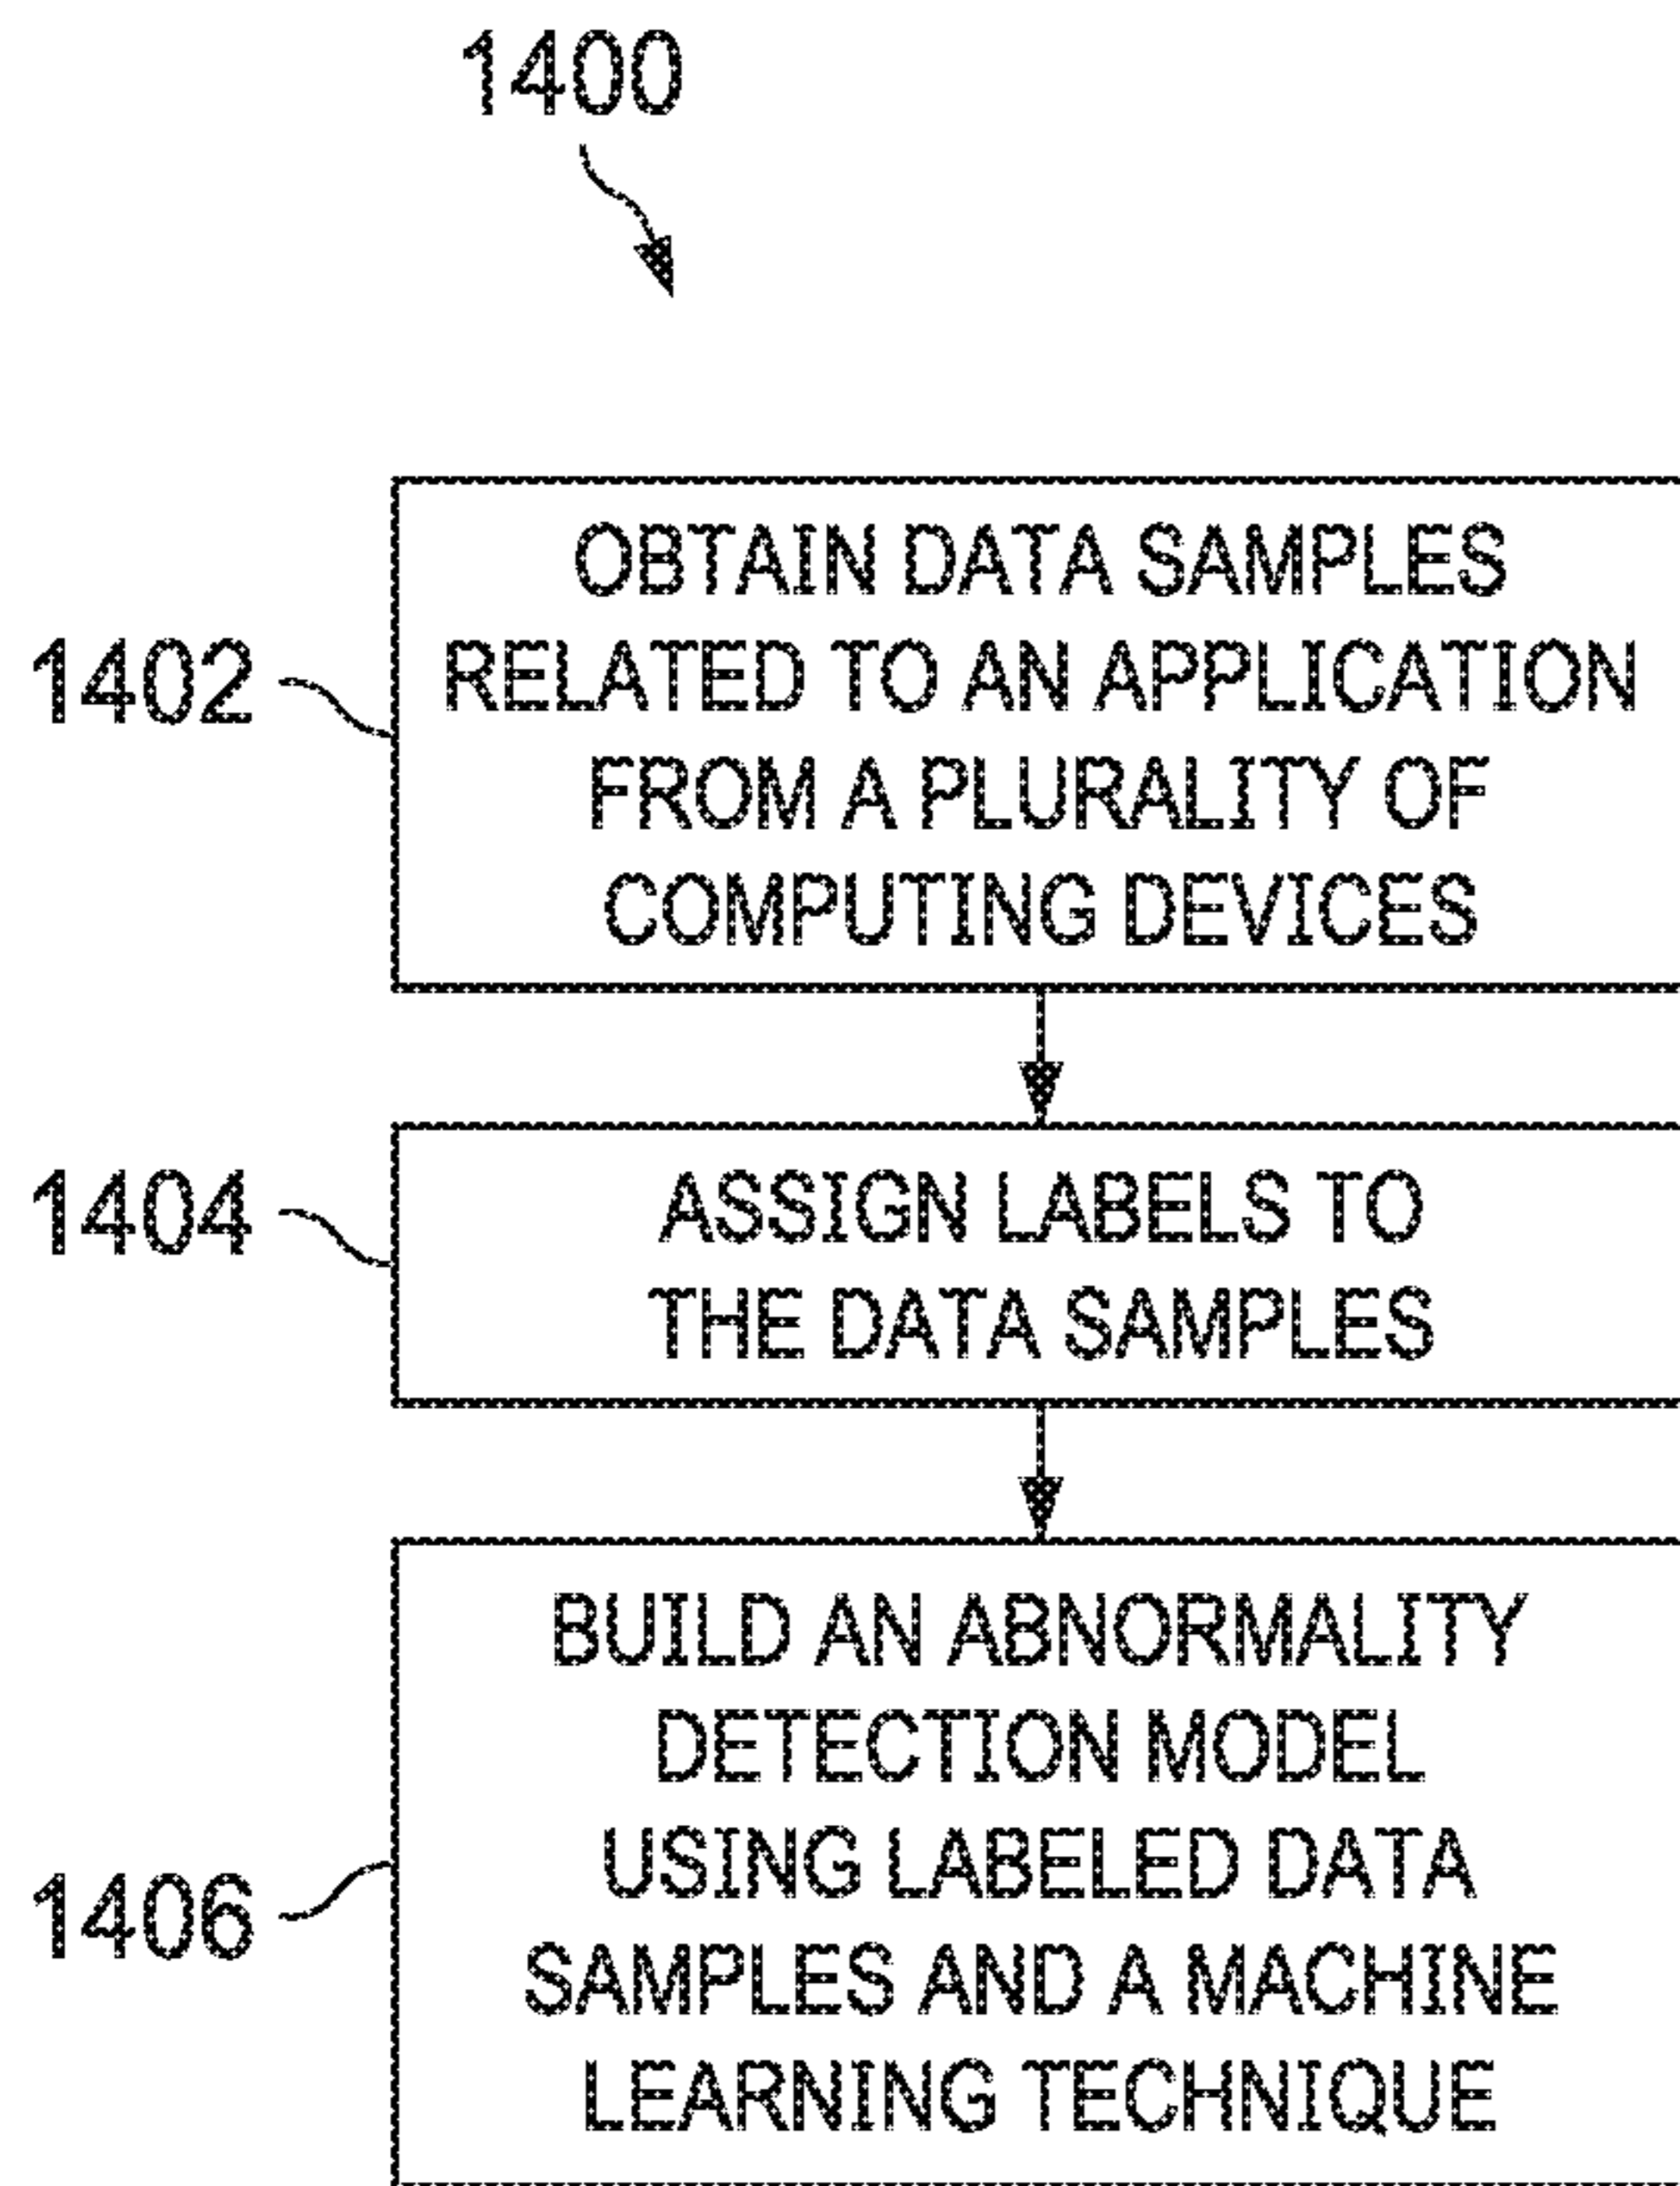 1400
1402
OBTAIN DATA SAMPLES
RELATED TO AN APPLICATION
FROM A PLURALITY OF
COMPUTING DEVICES
1404
ASSIGN LABELS TO
THE DATA SAMPLES
1406
BUILD AN ABNORMALITY
DETECTION MODEL
USING LABELED DATA
SAMPLES AND A MACHINE
LEARNING TECHNIQUE